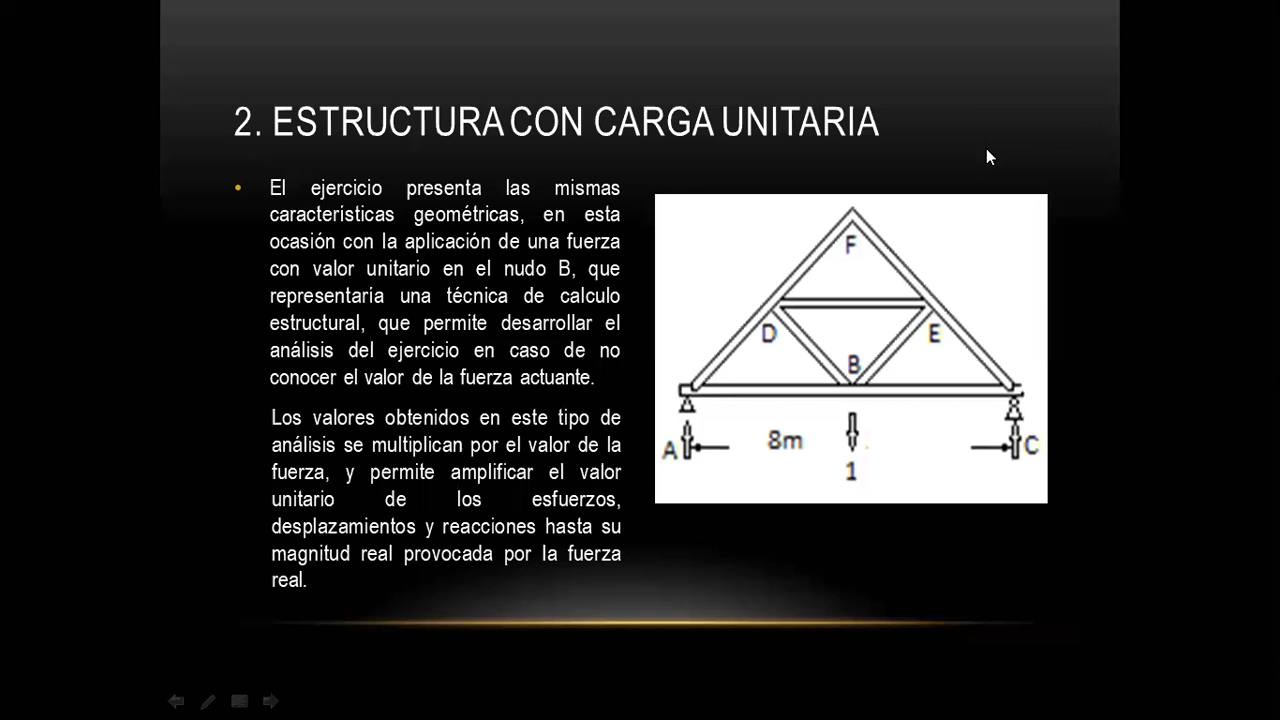 2. ESTRUCTURA CON CARGA UNITARIA
• El ejercicio presenta las mismas
caracteristicas geométricas, en esta
ocasión con la aplicación de una fuerza
con valor unitario en el nudo B, que
representaria una técnica de calculo
estructural, que permite desarrollar el
análisis del ejercicio en caso de no
conocer el valor de la fuerza actuante.
Los valores obtenidos en este tipo de
análisis se multiplican por el valor de la
fuerza, y permite amplificar el valor
unitario de los esfuerzos,
desplazamientos y reacciones hasta su
magnitud real provocada por la fuerza
real.
F
D
E
B
A
8m
C
1